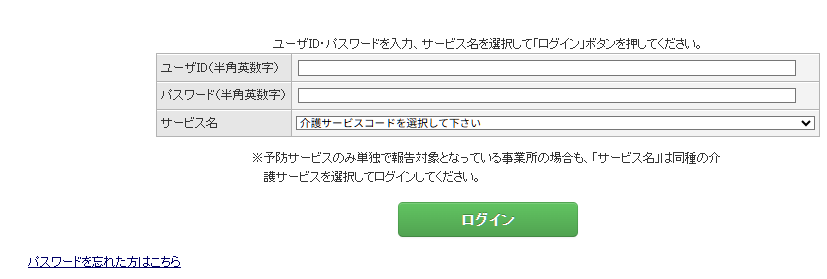 ユーザID・パスワードを入力、サービス名を選択して「ログイン」ボタンを押してください。
ユーザID(半角英数字)
パスワード(半角英数字)
サービス名 介護サービスコードを選択して下さい
※予防サービスのみ単独で報告対象となっている事業所の場合も、「サービス名」は同種の介
護サービスを選択してログインしてください。
ログイン
パスワードを忘れた方はこちら